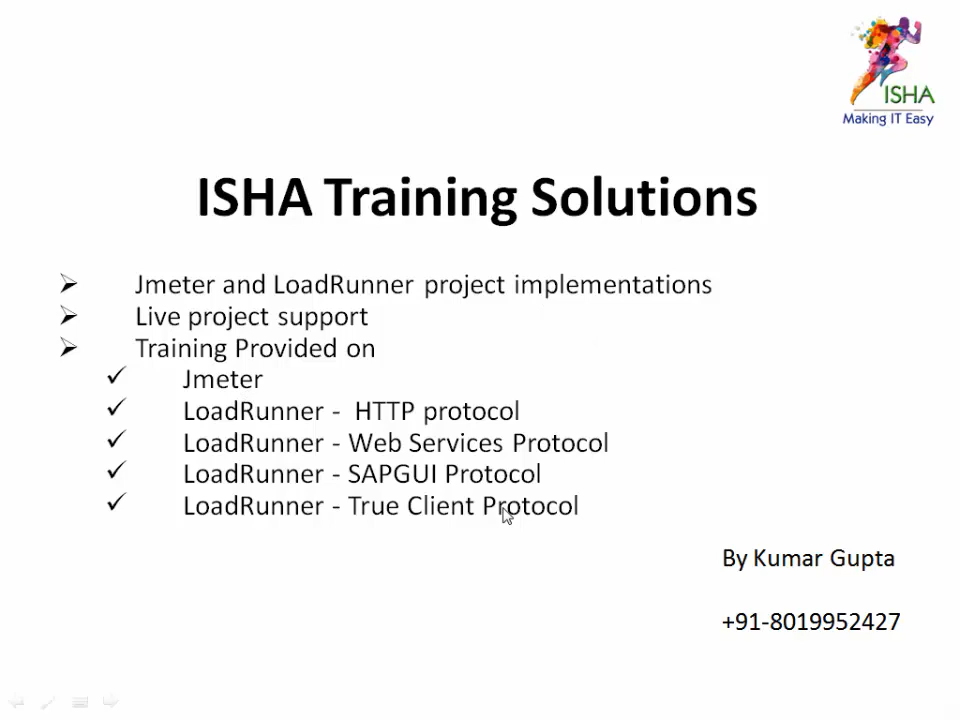 ISHA
Making IT Easy
ISHA Training Solutions
Jmeter and LoadRunner project implementations
Live project support
Training Provided on
Jmeter
LoadRunner - HTTP protocol
LoadRunner - Web Services Protocol
LoadRunner - SAPGUI Protocol
LoadRunner - True Client Protocol
By Kumar Gupta
+91-8019952427